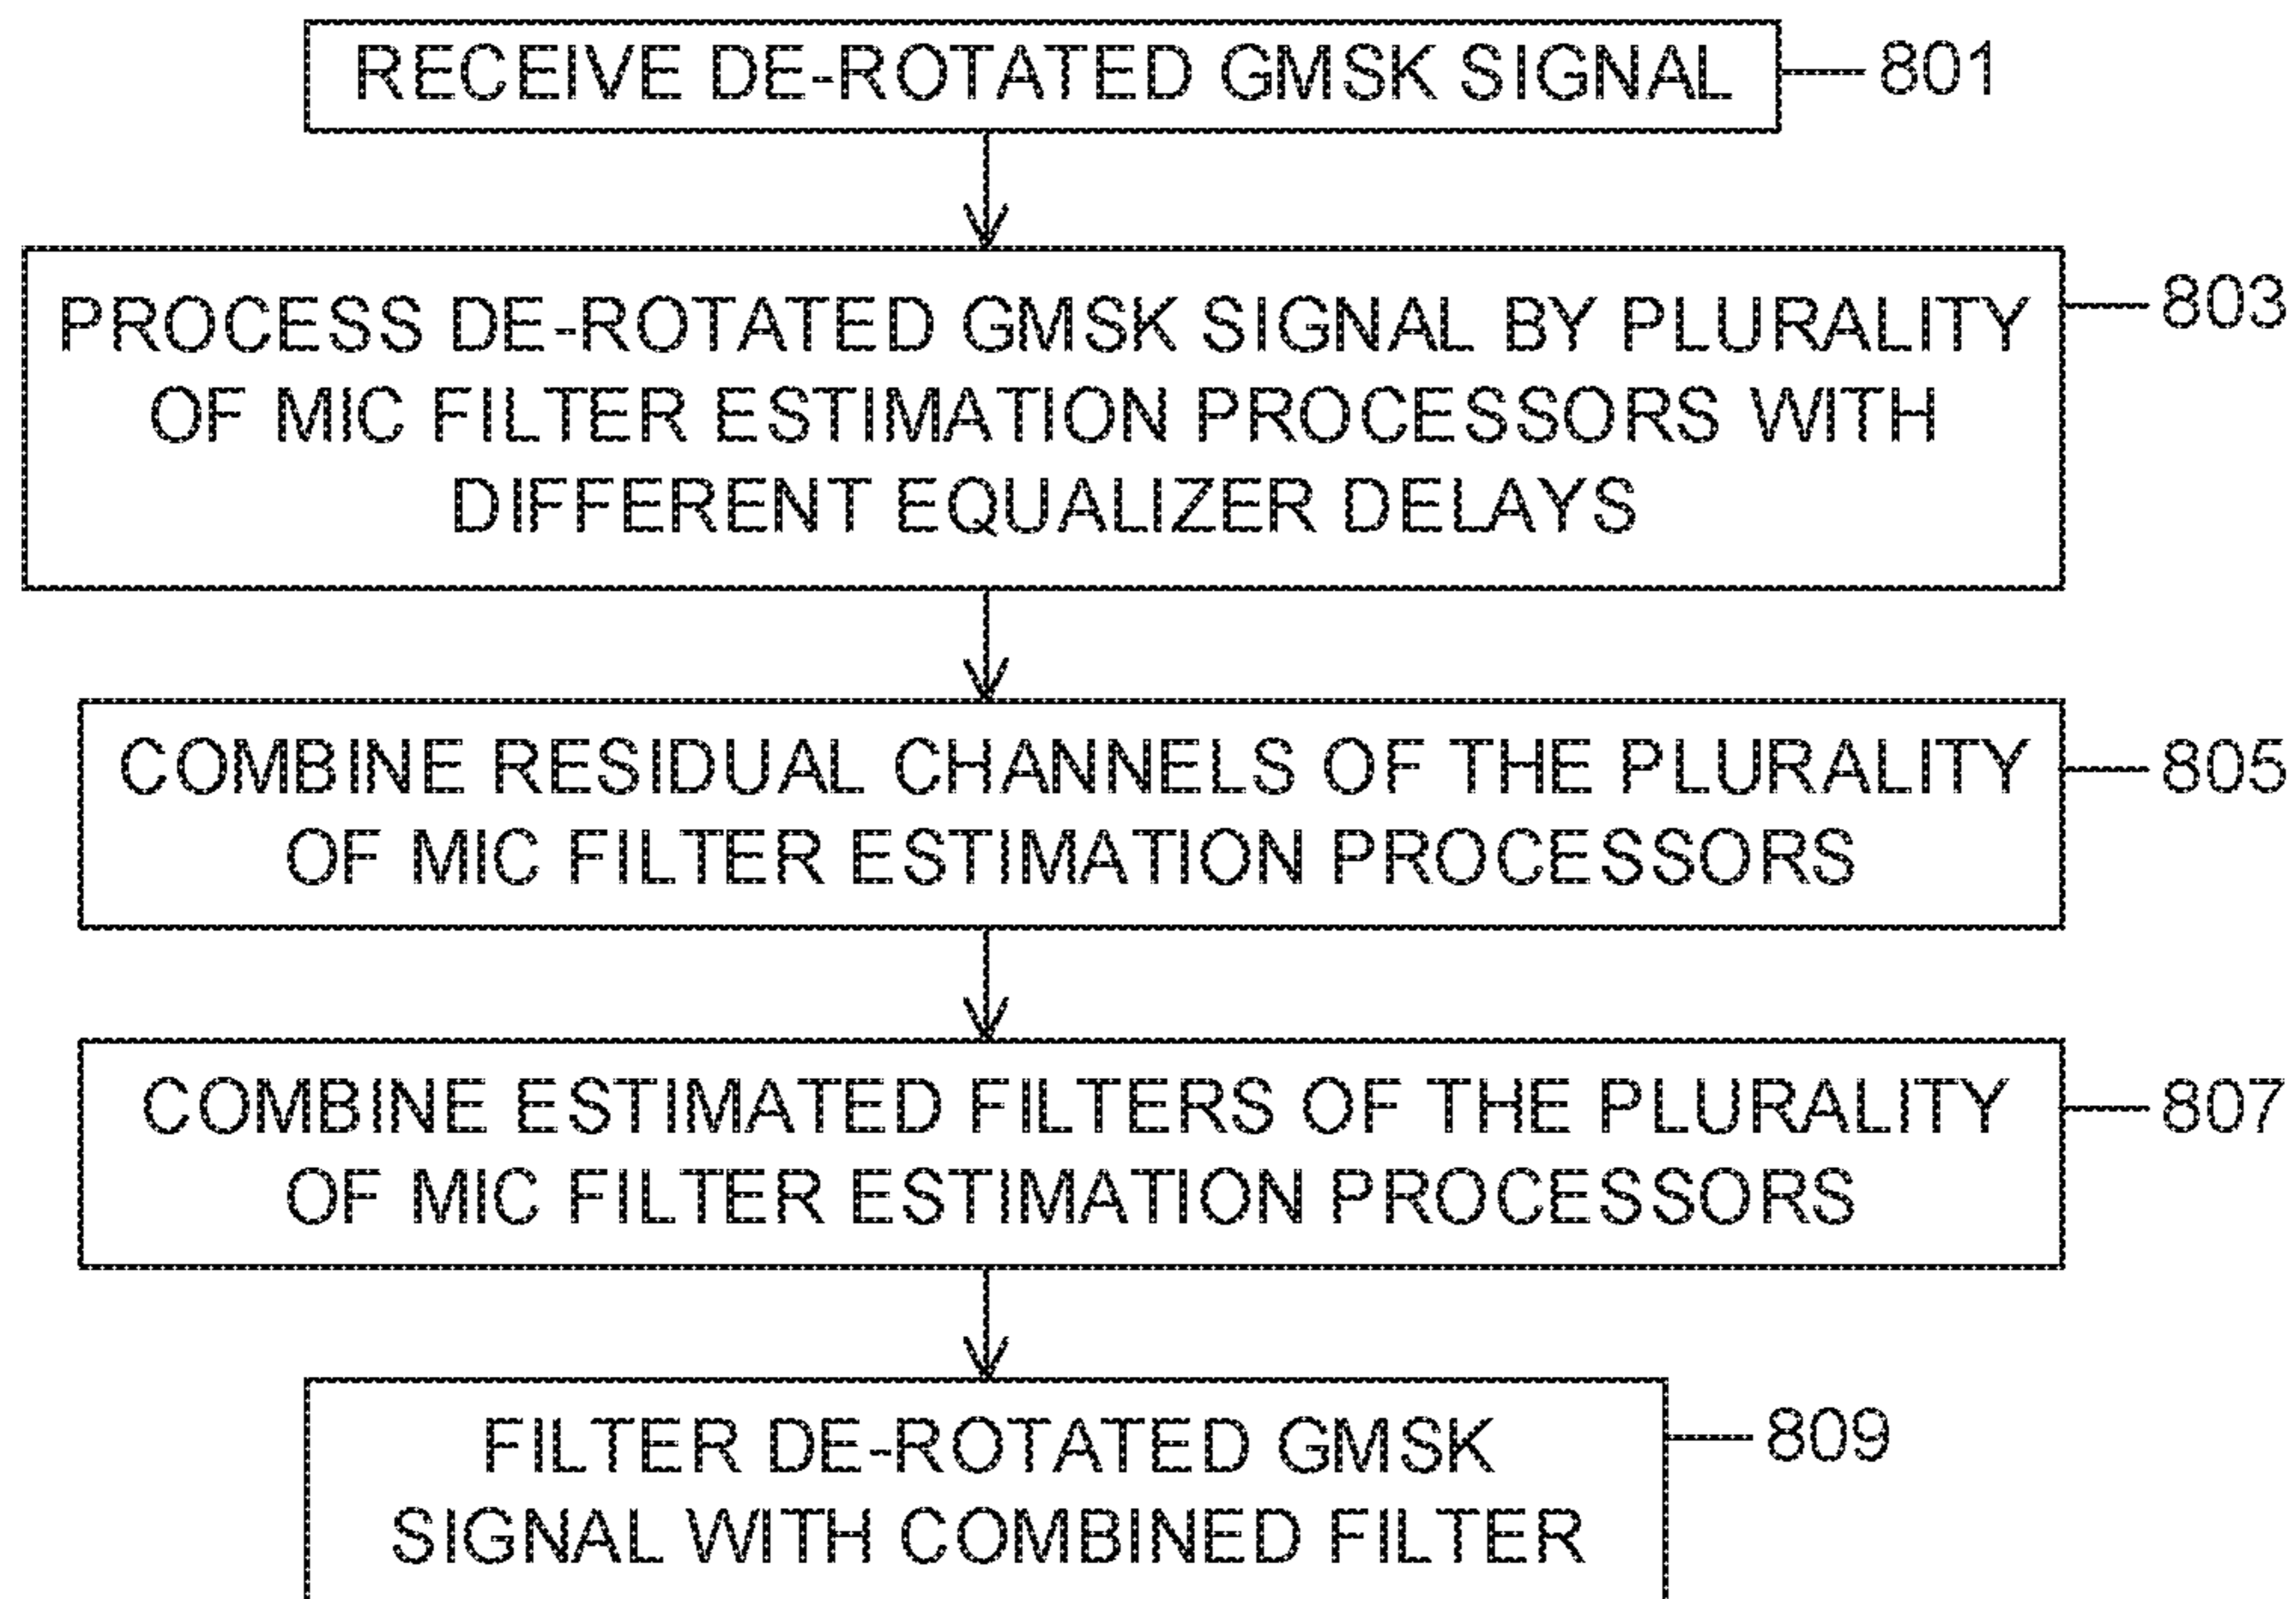 RECEIVE DE-ROTATED GMSK SIGNAL
801
PROCESS DE-ROTATED GMSK SIGNAL BY PLURALITY
OF MIC FILTER ESTIMATION PROCESSORS WITH
DIFFERENT EQUALIZER DELAYS
803
COMBINE RESIDUAL CHANNELS OF THE PLURALITY
OF MIC FILTER ESTIMATION PROCESSORS
805
COMBINE ESTIMATED FILTERS OF THE PLURALITY
OF MIC FILTER ESTIMATION PROCESSORS
807
FILTER DE-ROTATED GMSK
SIGNAL WITH COMBINED FILTER
809